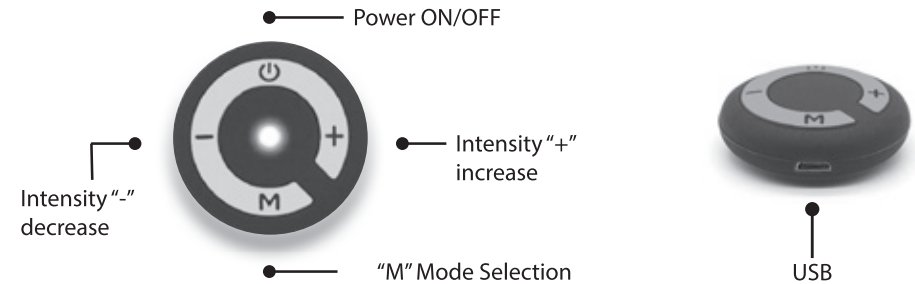 Power ON/OFF
Intensity “+”
increase
Intensity “-”
decrease
“M” Mode Selection
USB
−
+
M
−
+
M